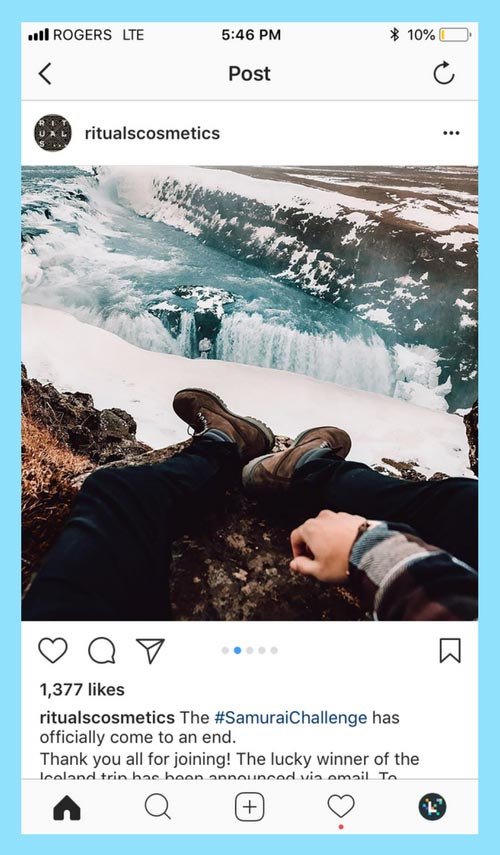 ROGERS LTE 5:46 PM 10%
Post
RIT
UAL
S...
ritualscosmetics
1,377 likes
ritualscosmetics The #SamuraiChallenge has
officially come to an end.
Thank you all for joining! The lucky winner of the
Iceland trip has been announced via email. To